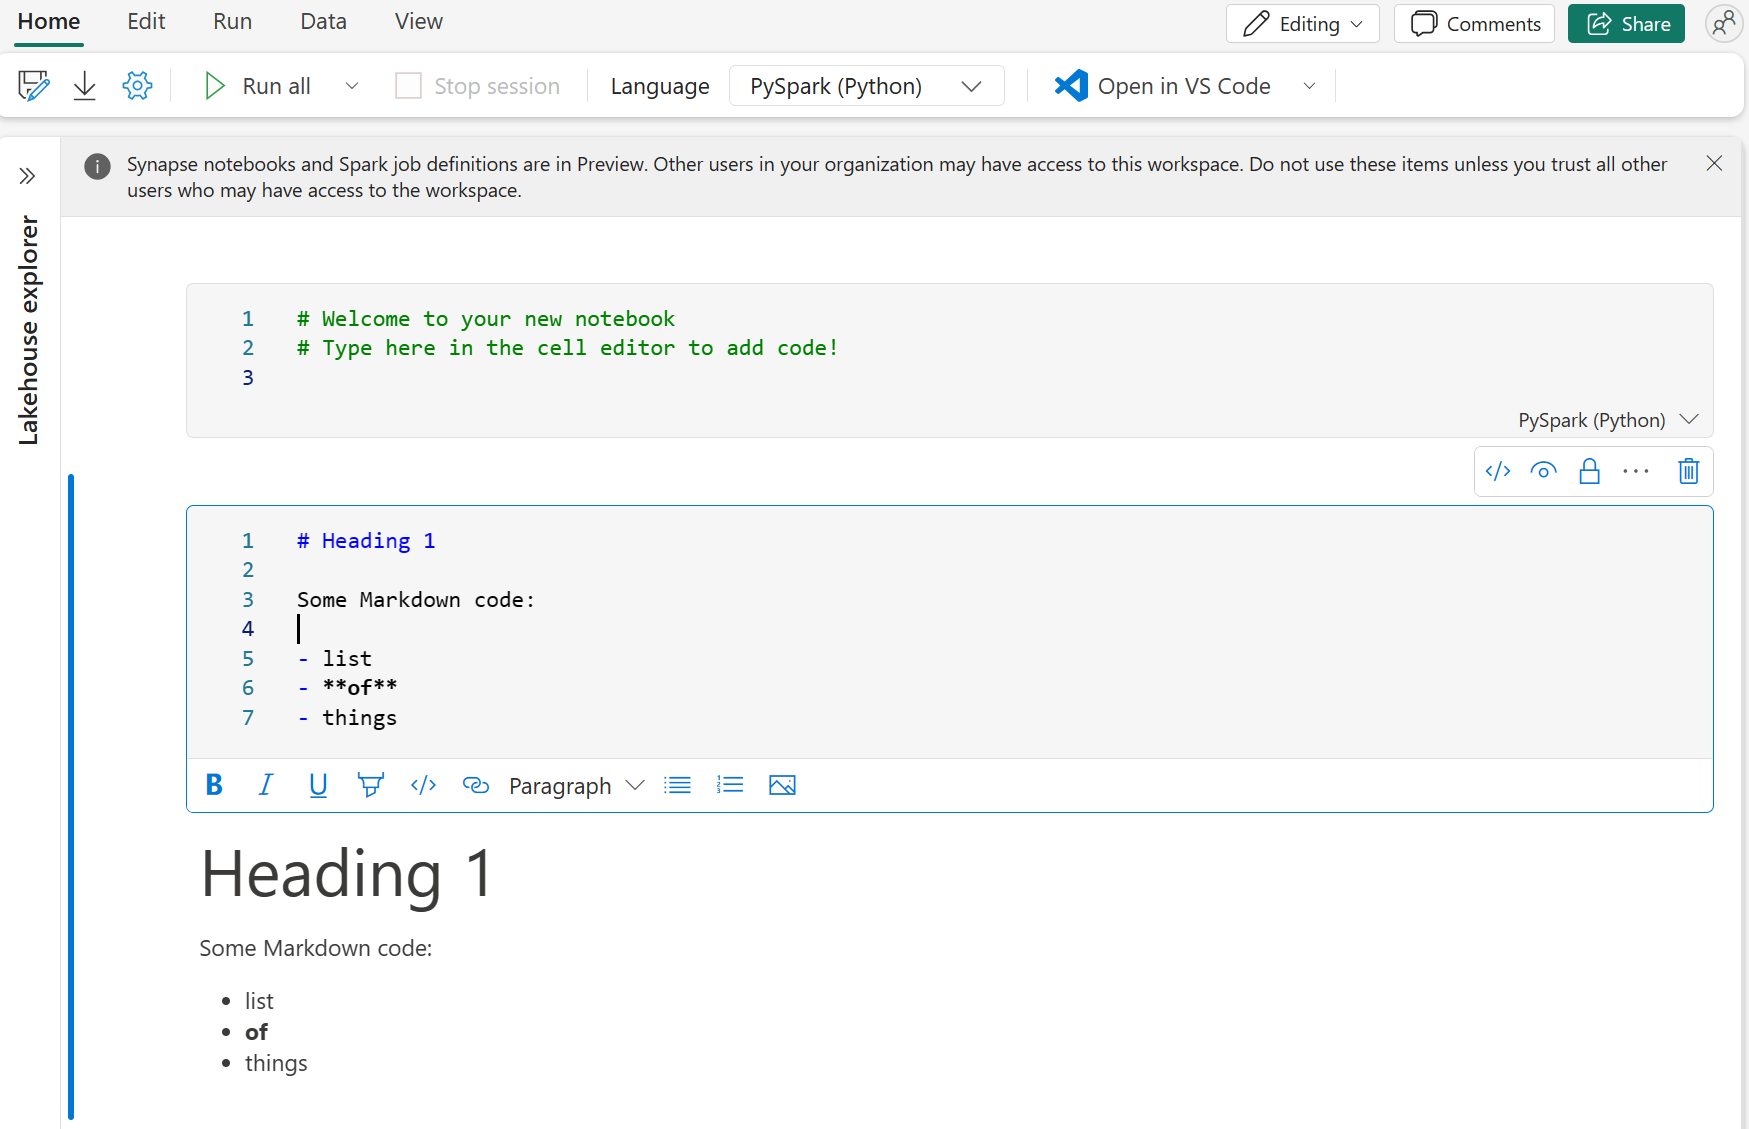 Home Edit Run Data View Editing Comments Share
Run all Stop session Language PySpark (Python) Open in VS Code
Lakehouse explorer
Synapse notebooks and Spark job definitions are in Preview. Other users in your organization may have access to this workspace. Do not use these items unless you trust all other
users who may have access to the workspace.
1 # Welcome to your new notebook
2 # Type here in the cell editor to add code!
3
PySpark (Python)
1 # Heading 1
2
3 Some Markdown code:
4
5 - list
6 - **of**
7 - things
B I U </> Paragraph
Heading 1
Some Markdown code:
• list
• of
• things